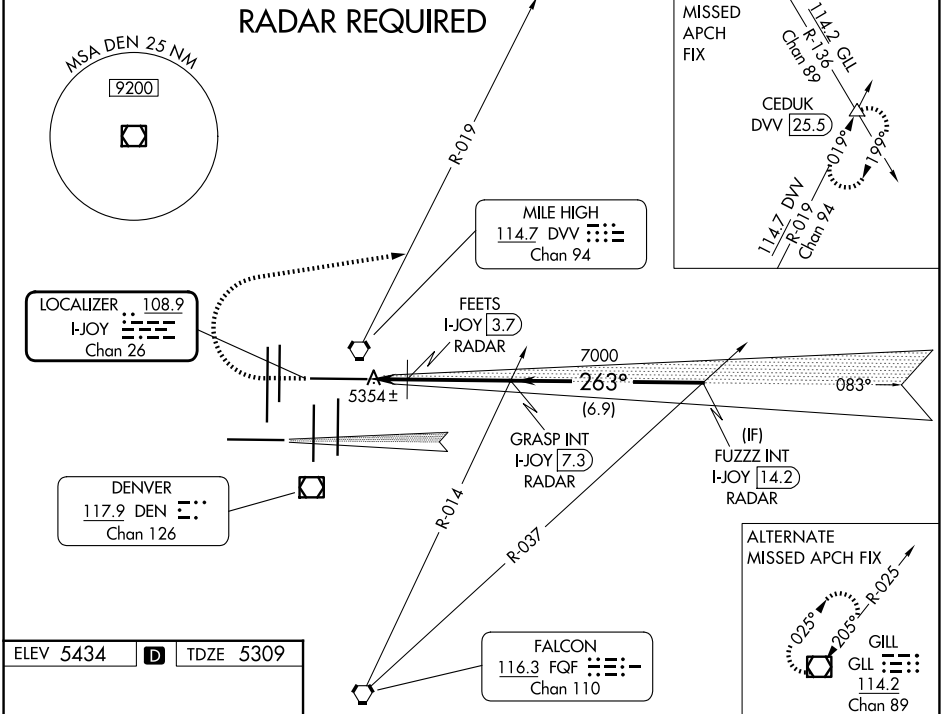 RADAR REQUIRED
MSA DEN 25 NM
9200
R-019
MISSED
APCH
FIX
114.2 GLL
R-136
Chan 89
CEDUK
DVV 25.5
019°
199°
114.7 DVV
R-019
Chan 94
MILE HIGH
114.7 DVV
Chan 94
LOCALIZER 108.9
I-JOY
Chan 26
FEETS
I-JOY 3.7
RADAR
7000
263°
(6.9)
083°
5354 ±
GRASP INT
I-JOY 7.3
RADAR
(IF)
FUZZZ INT
I-JOY 14.2
RADAR
DENVER
117.9 DEN
Chan 126
R-014
R-037
ALTERNATE
MISSED APCH FIX
R-025
025°
205°
GILL
GLL
114.2
Chan 89
FALCON
116.3 FQF
Chan 110
ELEV 5434 D TDZE 5309